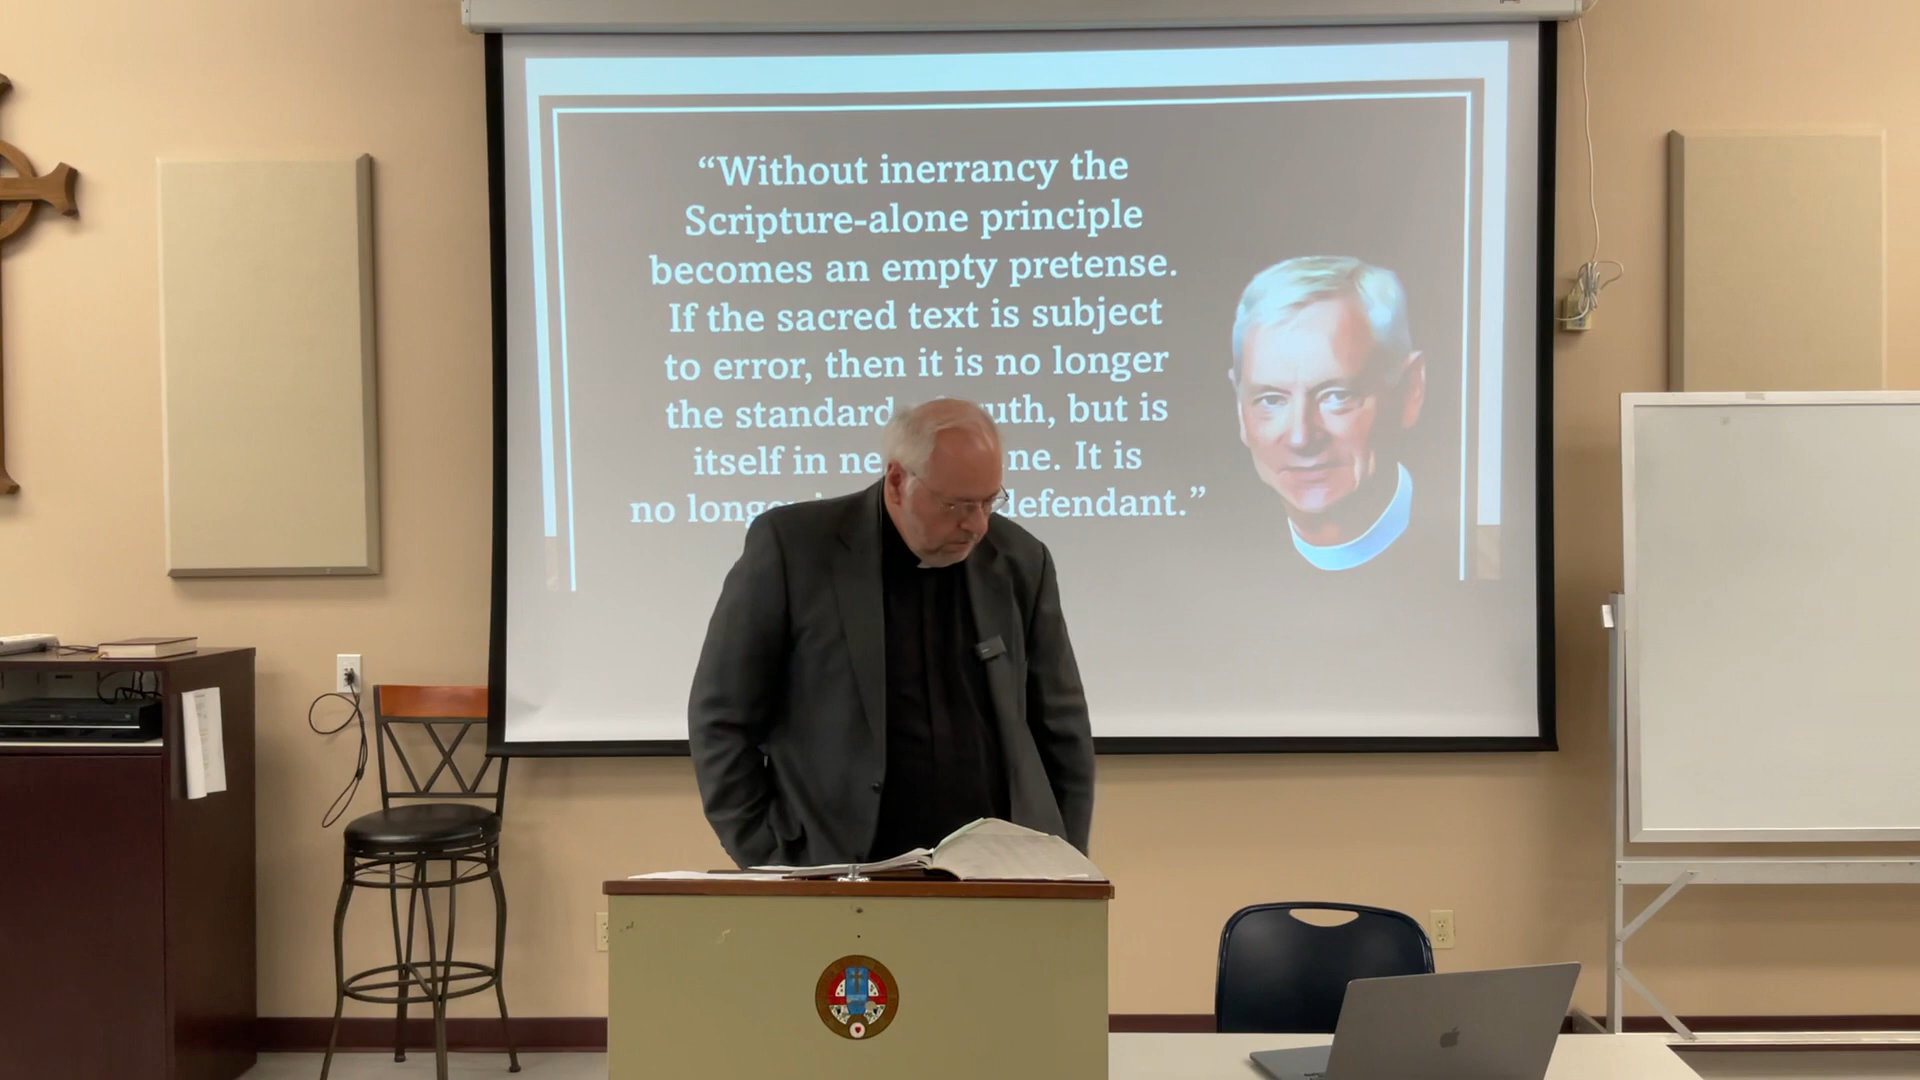 “Without inerrancy the
Scripture-alone principle
becomes an empty pretense.
If the sacred text is subject
to error, then it is no longer
the standard uth, but is
itself in ne ne. It is
no longe defendant.”